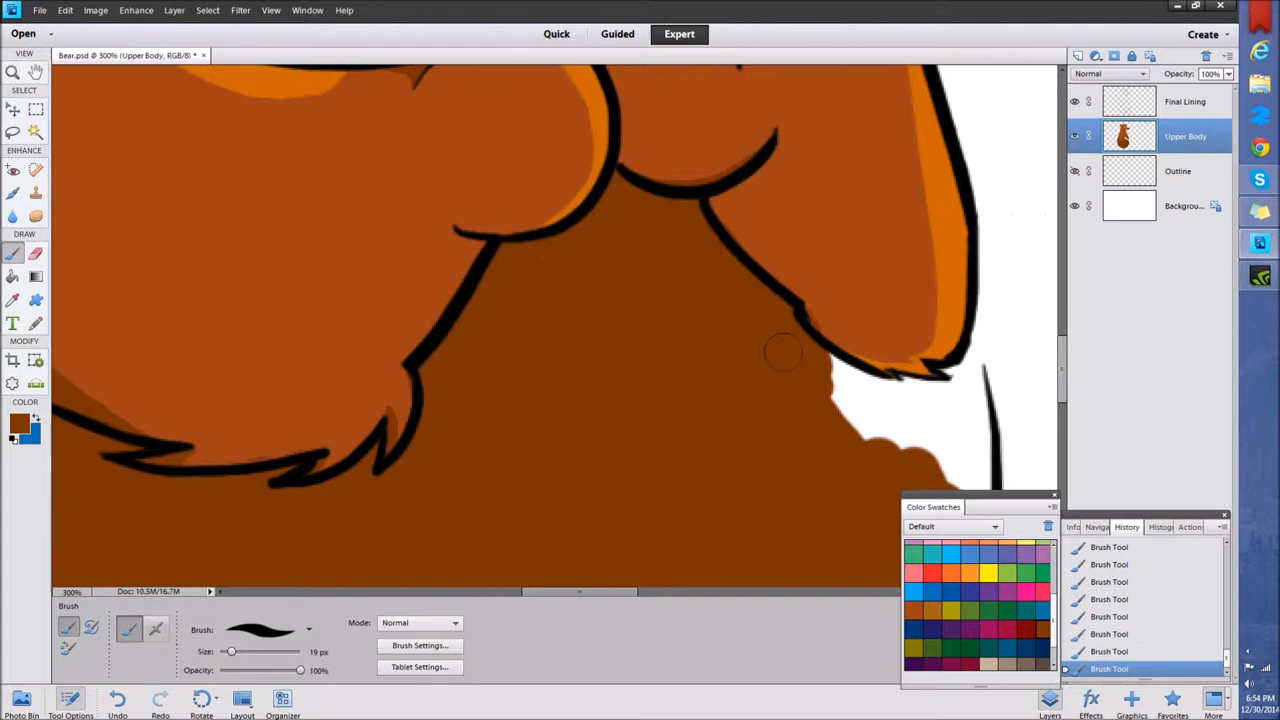 File Edit Image Enhance Layer Select Filter View Window Help
Open Quick Guided Expert Create
VIEW
Bear.psd @ 300% (Upper Body, RGB/8) *
Normal Opacity: 100%
SELECT
Final Lining
Upper Body
ENHANCE
Outline
Backgrou...
DRAW
MODIFY
COLOR
Color Swatches
Default
Info Naviga History Histog Action
Brush Tool
Brush Tool
Brush Tool
Brush Tool
Brush Tool
Brush Tool
Brush Tool
Brush Tool
300% Doc: 10.5M/16.7M
Brush
Brush: Mode: Normal
Size: 19 px Brush Settings...
Opacity: 100% Tablet Settings...
Photo Bin Tool Options Undo Redo Rotate Layout Organizer Layers Effects Graphics Favorites More
6:54 PM
12/30/2014